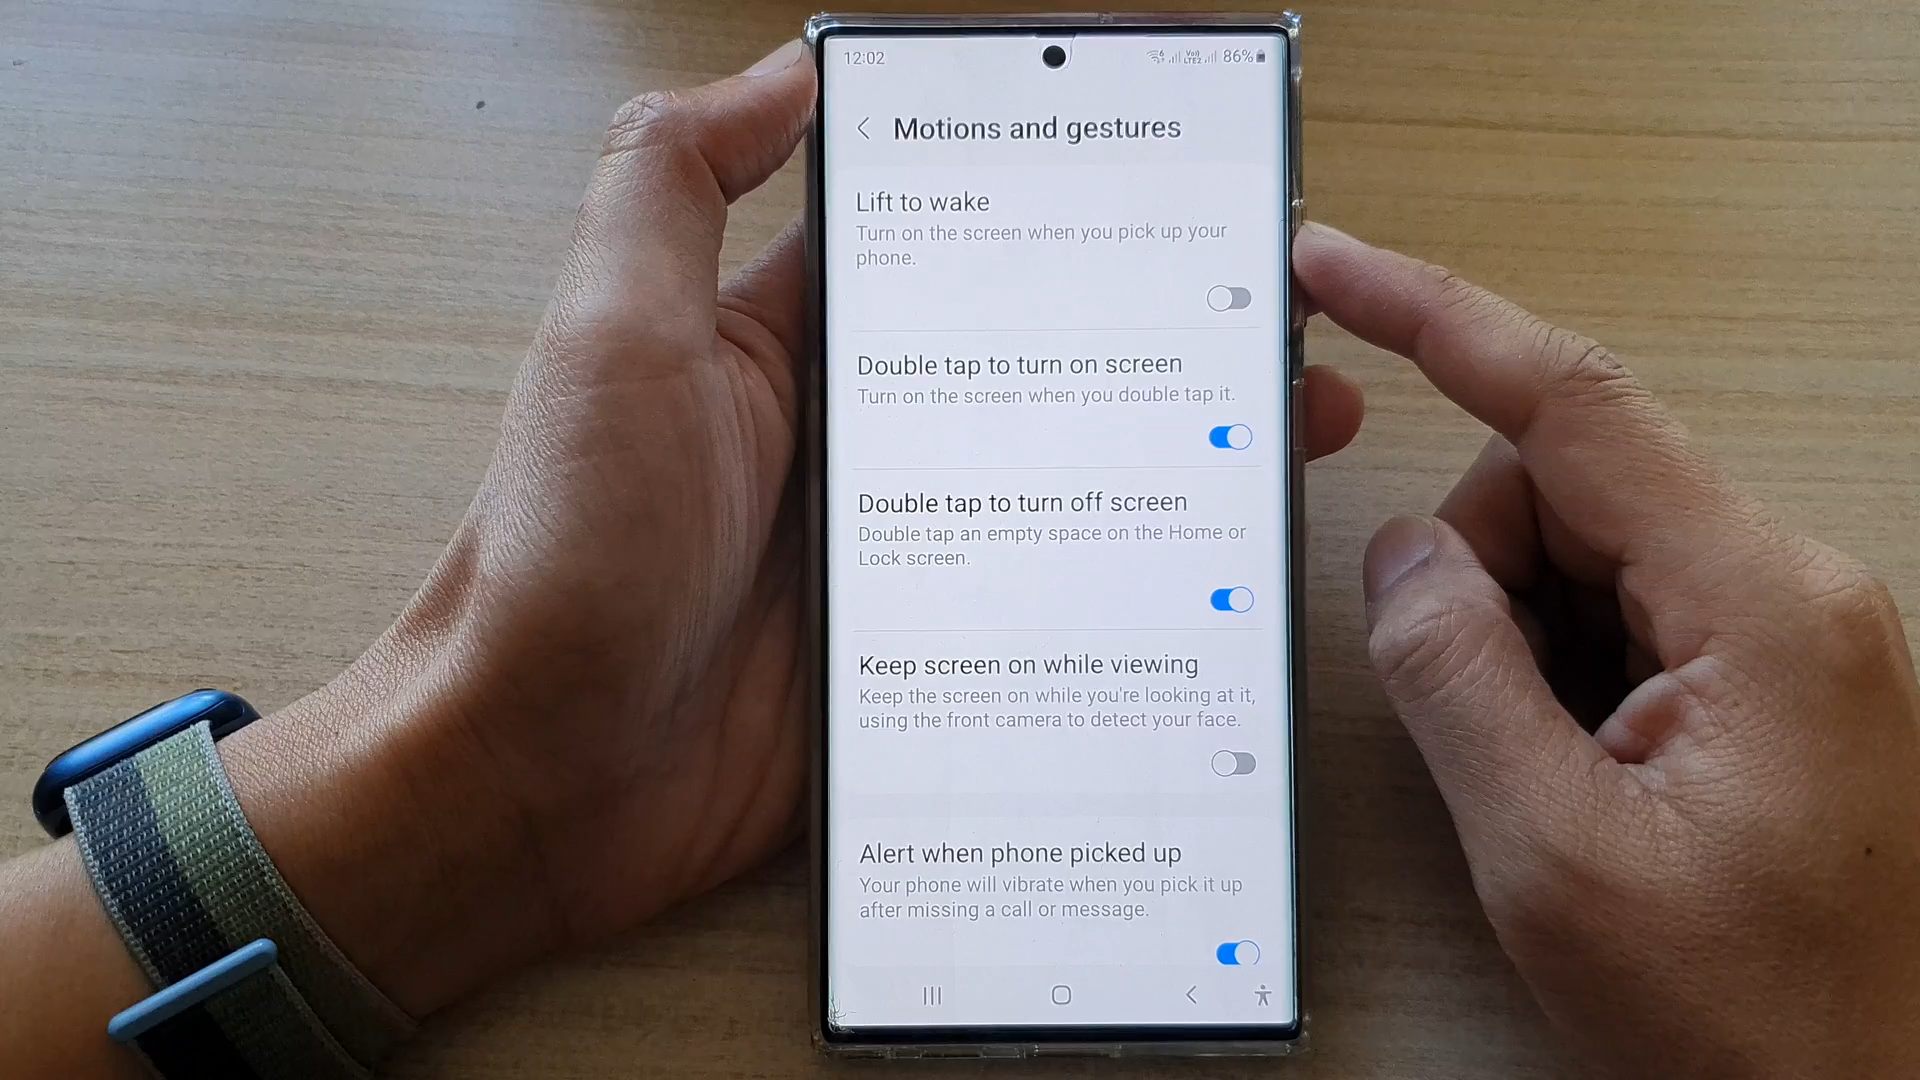 12:02
86%
Motions and gestures
Lift to wake
Turn on the screen when you pick up your
phone.
Double tap to turn on screen
Turn on the screen when you double tap it.
Double tap to turn off screen
Double tap an empty space on the Home or
Lock screen.
Keep screen on while viewing
Keep the screen on while you're looking at it,
using the front camera to detect your face.
Alert when phone picked up
Your phone will vibrate when you pick it up
after missing a call or message.